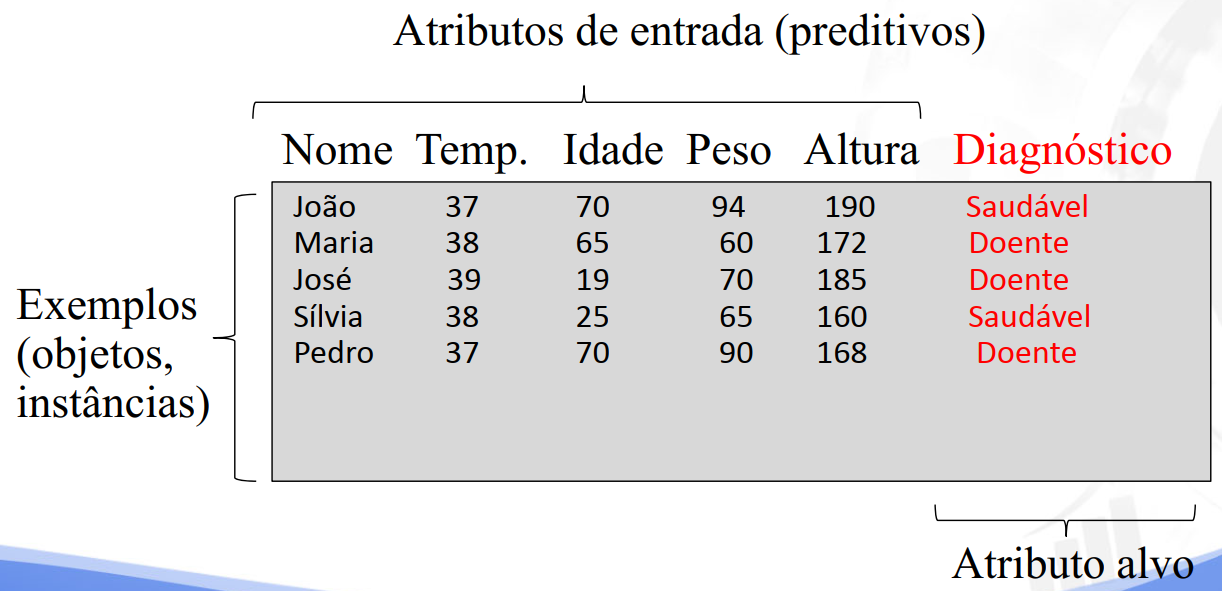 Atributos de entrada (preditivos)
Nome Temp. Idade Peso Altura Diagnóstico
João 37 70 94 190 Saudável
Maria 38 65 60 172 Doente
José 39 19 70 185 Doente
Sílvia 38 25 65 160 Saudável
Pedro 37 70 90 168 Doente
Exemplos
(objetos,
instâncias)
Atributo alvo